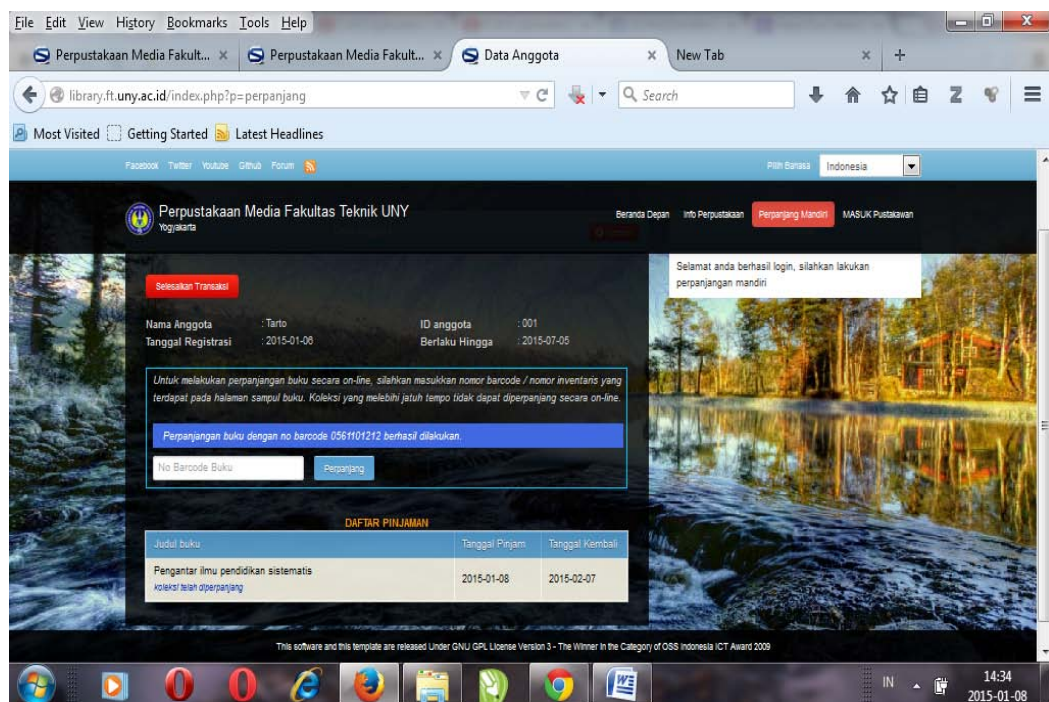 File Edit View History Bookmarks Tools Help
Perpustakaan Media Fakult... Perpustakaan Media Fakult... Data Anggota New Tab
library.ft.uny.ac.id/index.php?p=perpanjang Search
Most Visited Getting Started Latest Headlines
Facebook Twitter Youtube Github Forum Pilih Bahasa Indonesia
Perpustakaan Media Fakultas Teknik UNY
Yogyakarta
Beranda Depan Info Perpustakaan Perpanjang Mandiri MASUK Pustakawan
Selamat anda berhasil login, silahkan lakukan
perpanjangan mandiri
Selesaikan Transaksi
Nama Anggota : Tarto ID anggota : 001
Tanggal Registrasi : 2015-01-06 Berlaku Hingga : 2015-07-05
Untuk melakukan perpanjangan buku secara on-line, silahkan masukkan nomor barcode / nomor inventaris yang
terdapat pada halaman sampul buku. Koleksi yang melebihi jatuh tempo tidak dapat diperpanjang secara on-line.
Perpanjangan buku dengan no barcode 0561101212 berhasil dilakukan.
No Barcode Buku Perpanjang
DAFTAR PINJAMAN
Judul buku Tanggal Pinjam Tanggal Kembali
Pengantar ilmu pendidikan sistematis 2015-01-08 2015-02-07
koleksi telah diperpanjang
This software and this template are released Under GNU GPL License Version 3 - The Winner in the Category of OSS Indonesia ICT Award 2009
IN 14:34
2015-01-08